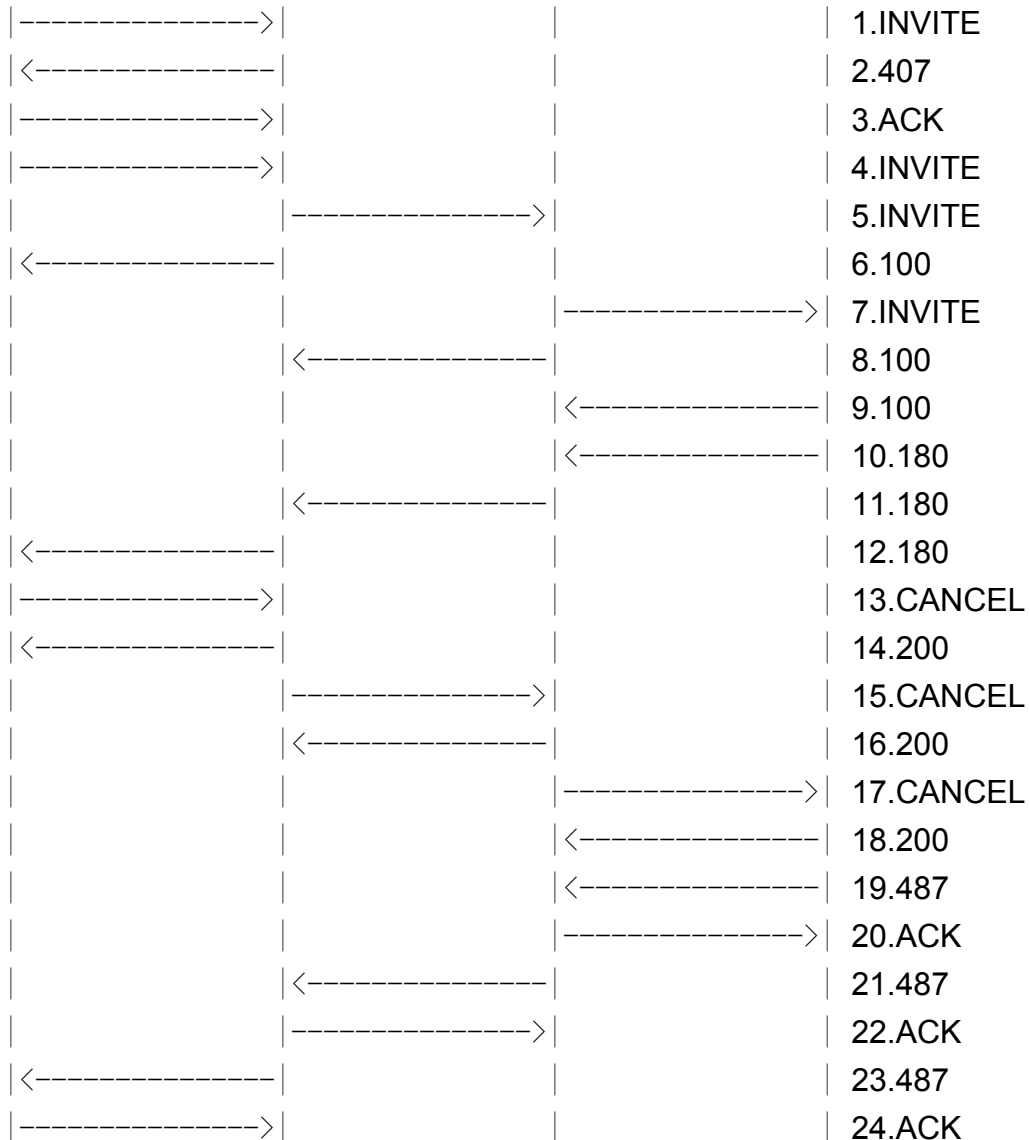 1.INVITE
2.407
3.ACK
4.INVITE
5.INVITE
6.100
7.INVITE
8.100
9.100
10.180
11.180
12.180
13.CANCEL
14.200
15.CANCEL
16.200
17.CANCEL
18.200
19.487
20.ACK
21.487
22.ACK
23.487
24.ACK